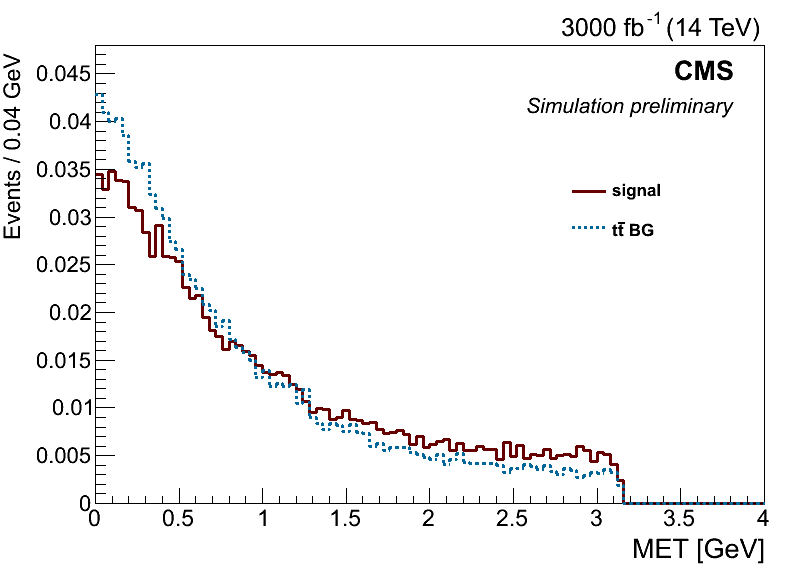 3000 fb⁻¹ (14 TeV)
CMS
Simulation preliminary
signal
tt̄ BG
Events / 0.04 GeV
0.045
0.04
0.035
0.03
0.025
0.02
0.015
0.01
0.005
0
0 0.5 1 1.5 2 2.5 3 3.5 4
MET [GeV]